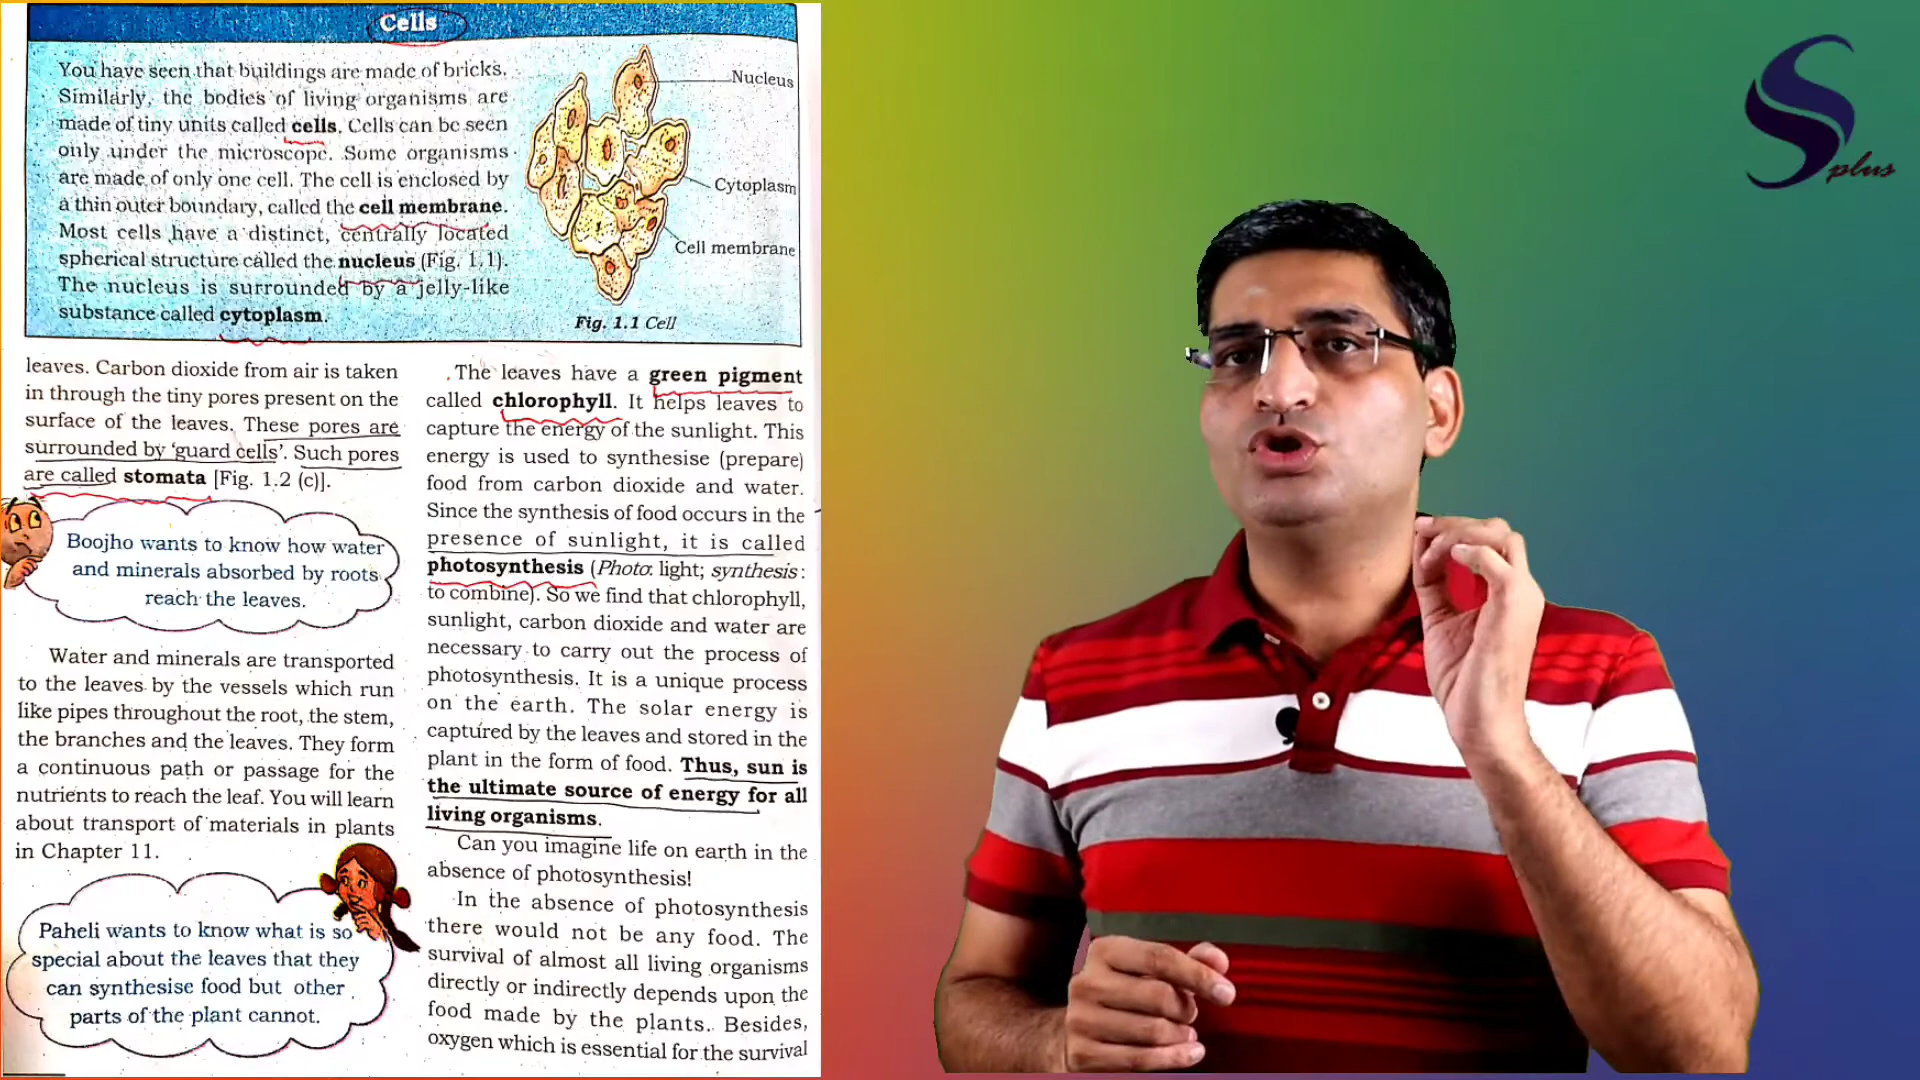 Cells
You have seen that buildings are made of bricks.
Similarly, the bodies of living organisms are
made of tiny units called cells. Cells can be seen
only under the microscope. Some organisms
are made of only one cell. The cell is enclosed by
a thin outer boundary, called the cell membrane.
Most cells have a distinct, centrally located
spherical structure called the nucleus (Fig. 1.1).
The nucleus is surrounded by a jelly-like
substance called cytoplasm.
Nucleus
Cytoplasm
Cell membrane
Fig. 1.1 Cell
leaves. Carbon dioxide from air is taken
in through the tiny pores present on the
surface of the leaves. These pores are
surrounded by ‘guard cells’. Such pores
are called stomata [Fig. 1.2 (c)].
Boojho wants to know how water
and minerals absorbed by roots
reach the leaves.
Water and minerals are transported
to the leaves by the vessels which run
like pipes throughout the root, the stem,
the branches and the leaves. They form
a continuous path or passage for the
nutrients to reach the leaf. You will learn
about transport of materials in plants
in Chapter 11.
Paheli wants to know what is so
special about the leaves that they
can synthesise food but other
parts of the plant cannot.
The leaves have a green pigment
called chlorophyll. It helps leaves to
capture the energy of the sunlight. This
energy is used to synthesise (prepare)
food from carbon dioxide and water.
Since the synthesis of food occurs in the
presence of sunlight, it is called
photosynthesis (Photo: light; synthesis :
to combine). So we find that chlorophyll,
sunlight, carbon dioxide and water are
necessary to carry out the process of
photosynthesis. It is a unique process
on the earth. The solar energy is
captured by the leaves and stored in the
plant in the form of food. Thus, sun is
the ultimate source of energy for all
living organisms.
Can you imagine life on earth in the
absence of photosynthesis!
In the absence of photosynthesis
there would not be any food. The
survival of almost all living organisms
directly or indirectly depends upon the
food made by the plants. Besides,
oxygen which is essential for the survival
S plus